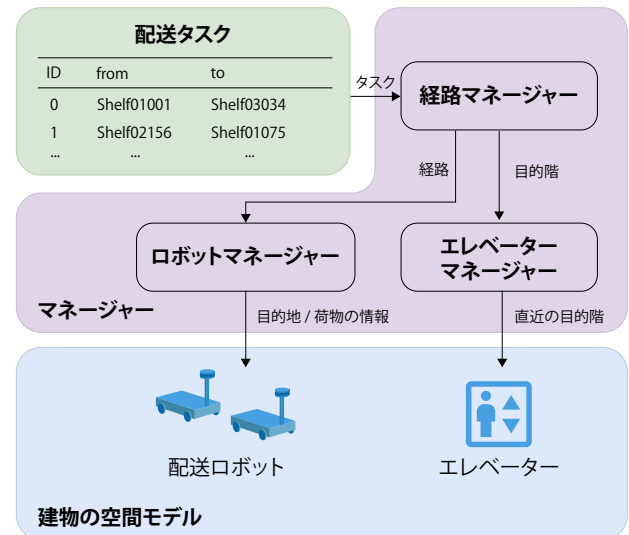 配送タスク
ID from to
0 Shelf01001 Shelf03034
1 Shelf02156 Shelf01075
... ... ...
タスク
経路マネージャー
経路
目的階
ロボットマネージャー
エレベーター
マネージャー
マネージャー
目的地 / 荷物の情報
直近の目的階
配送ロボット
エレベーター
建物の空間モデル